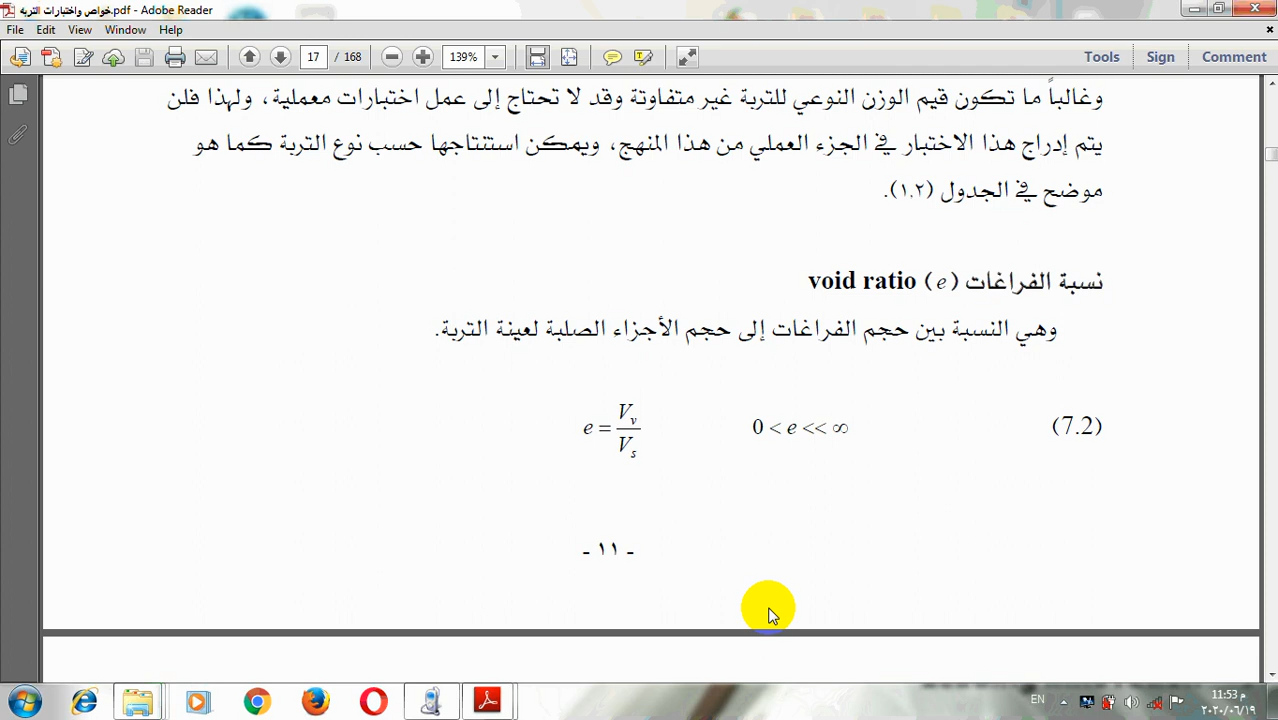 خواص واختبارات التربة.pdf - Adobe Reader
File Edit View Window Help
17 / 168 139% Tools Sign Comment
وغالباً ما تكون قيم الوزن النوعي للتربة غير متفاوتة وقد لا تحتاج إلى عمل اختبارات معملية، ولهذا فلن
يتم إدراج هذا الاختبار في الجزء العملي من هذا المنهج، ويمكن استنتاجها حسب نوع التربة كما هو
موضح في الجدول (١,٢).
نسبة الفراغات (e) void ratio
وهي النسبة بين حجم الفراغات إلى حجم الأجزاء الصلبة لعينة التربة.
e = V_v / V_s 0 < e << ∞ (7.2)
- ١١ -
EN 11:53 م
٢٠٢٠/٠٦/١٩